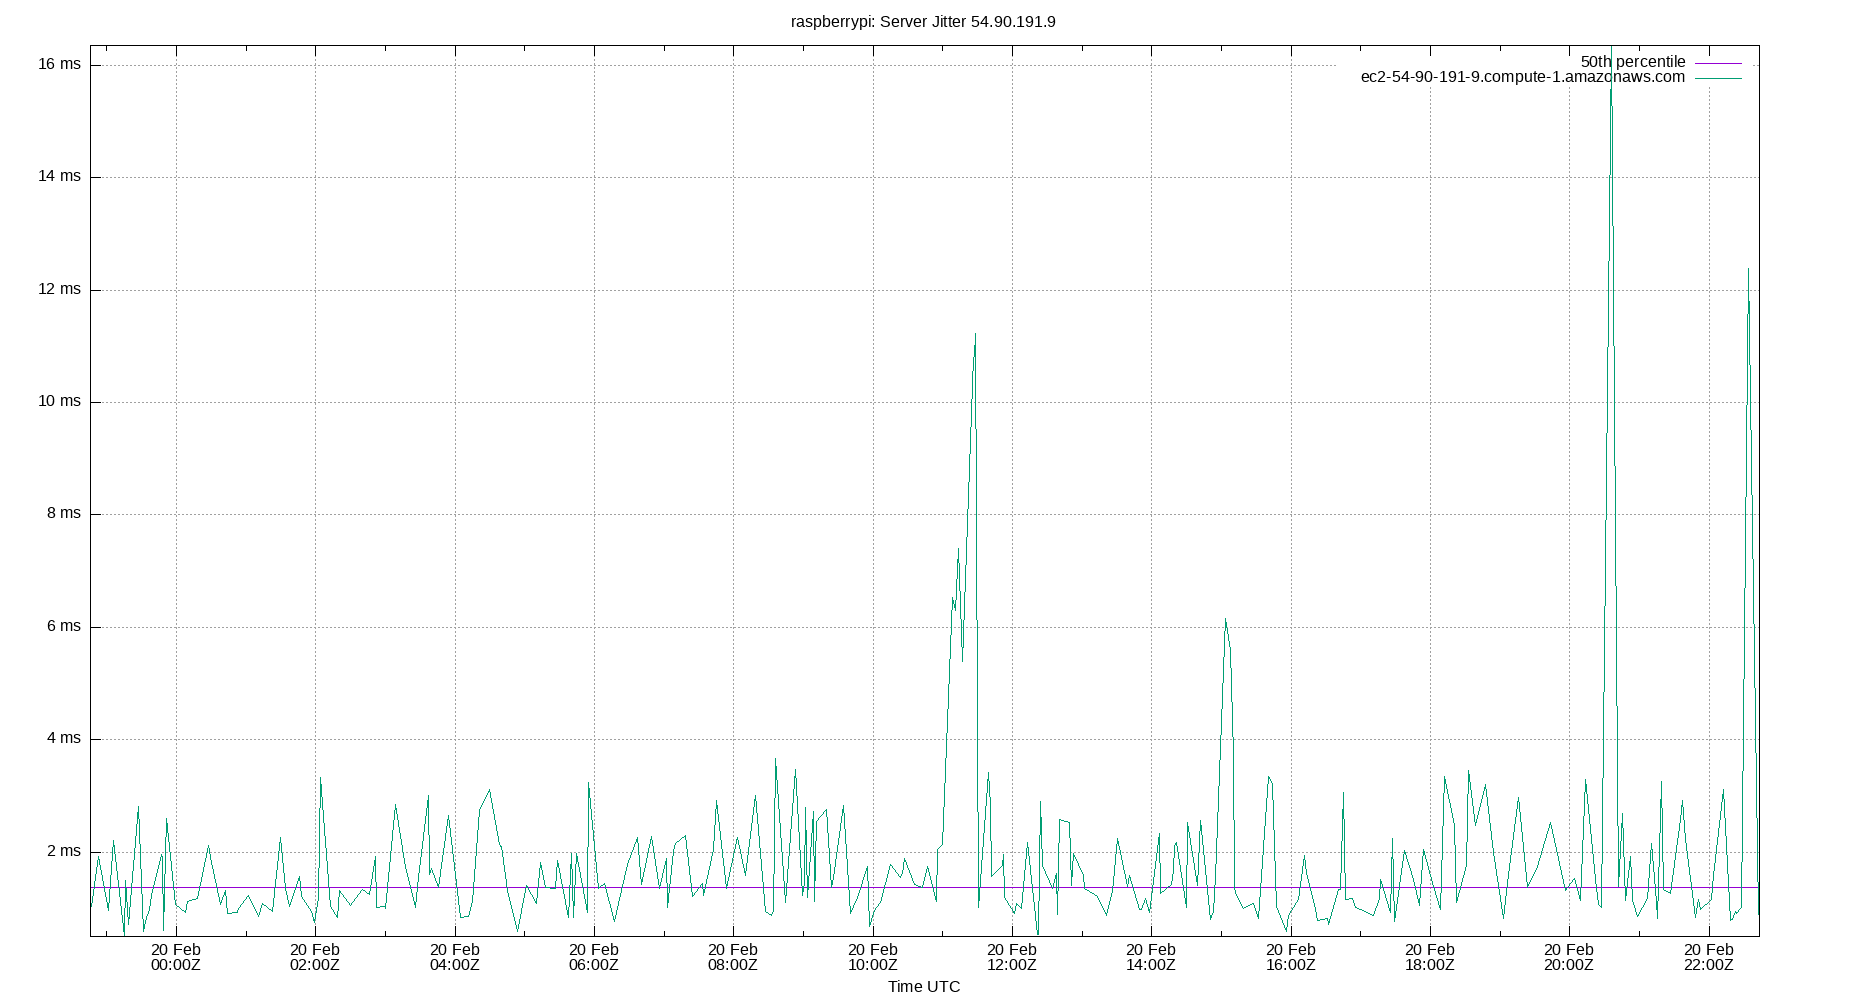 raspberrypi: Server Jitter 54.90.191.9
50th percentile
ec2-54-90-191-9.compute-1.amazonaws.com
16 ms
14 ms
12 ms
10 ms
8 ms
6 ms
4 ms
2 ms
20 Feb 20 Feb 20 Feb 20 Feb 20 Feb 20 Feb 20 Feb 20 Feb 20 Feb 20 Feb 20 Feb 20 Feb
00:00Z 02:00Z 04:00Z 06:00Z 08:00Z 10:00Z 12:00Z 14:00Z 16:00Z 18:00Z 20:00Z 22:00Z
Time UTC